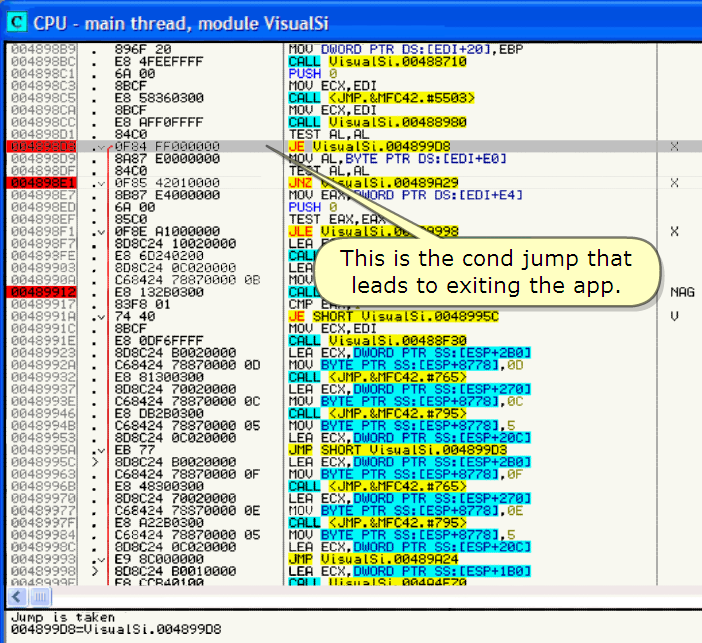 C CPU - main thread, module VisualSi
004898B9 . 896F 20 MOV DWORD PTR DS:[EDI+20],EBP
004898BC . E8 4FEEFFFF CALL VisualSi.00488710
004898C1 . 6A 00 PUSH 0
004898C3 . 8BCF MOV ECX,EDI
004898C5 . E8 58360300 CALL <JMP.&MFC42.#5503>
004898CA . 8BCF MOV ECX,EDI
004898CC . E8 AFF0FFFF CALL VisualSi.00488980
004898D1 . 84C0 TEST AL,AL
004898D3 .v 0F84 FF000000 JE VisualSi.004899D8 X
004898D9 . 8A87 E0000000 MOV AL,BYTE PTR DS:[EDI+E0]
004898DF . 84C0 TEST AL,AL
004898E1 .v 0F85 42010000 JNZ VisualSi.00489A29 X
004898E7 . 8B87 E4000000 MOV EAX,DWORD PTR DS:[EDI+E4]
004898ED . 6A 00 PUSH 0
004898EF . 85C0 TEST EAX,EAX
004898F1 .v 0F8E A1000000 JLE VisualSi.00489998 X
004898F7 . 8D8C24 10020000 LEA
004898FE . E8 6D240200 CALL
00489903 . 8D8C24 0C020000 LEA
0048990A . C68424 78870000 0B MOV
00489912 . E8 132B0300 CALL NAG
00489917 . 83F8 01 CMP EAX,1
0048991A .v 74 40 JE SHORT VisualSi.0048995C V
0048991C . 8BCF MOV ECX,EDI
0048991E . E8 0DF6FFFF CALL VisualSi.00488F30
00489923 . 8D8C24 B0020000 LEA ECX,DWORD PTR SS:[ESP+2B0]
0048992A . C68424 78870000 0D MOV BYTE PTR SS:[ESP+8778],0D
00489932 . E8 81300300 CALL <JMP.&MFC42.#765>
00489937 . 8D8C24 70020000 LEA ECX,DWORD PTR SS:[ESP+270]
0048993E . C68424 78870000 0C MOV BYTE PTR SS:[ESP+8778],0C
00489946 . E8 DB2B0300 CALL <JMP.&MFC42.#795>
0048994B . C68424 78870000 05 MOV BYTE PTR SS:[ESP+8778],5
00489953 . 8D8C24 0C020000 LEA ECX,DWORD PTR SS:[ESP+20C]
0048995A .v EB 77 JMP SHORT VisualSi.004899D3
0048995C > 8D8C24 B0020000 LEA ECX,DWORD PTR SS:[ESP+2B0]
00489963 . C68424 78870000 0F MOV BYTE PTR SS:[ESP+8778],0F
0048996B . E8 48300300 CALL <JMP.&MFC42.#765>
00489970 . 8D8C24 70020000 LEA ECX,DWORD PTR SS:[ESP+270]
00489977 . C68424 78870000 0E MOV BYTE PTR SS:[ESP+8778],0E
0048997F . E8 A22B0300 CALL <JMP.&MFC42.#795>
00489984 . C68424 78870000 05 MOV BYTE PTR SS:[ESP+8778],5
0048998C . 8D8C24 0C020000 LEA ECX,DWORD PTR SS:[ESP+20C]
00489993 .v E9 8C000000 JMP VisualSi.00489A24
00489998 > 8D8C24 B0010000 LEA ECX,DWORD PTR SS:[ESP+1B0]
0048999F . E8 CCB40100 CALL VisualSi.004A4E70
This is the cond jump that
leads to exiting the app.
Jump is taken
004899D8=VisualSi.004899D8